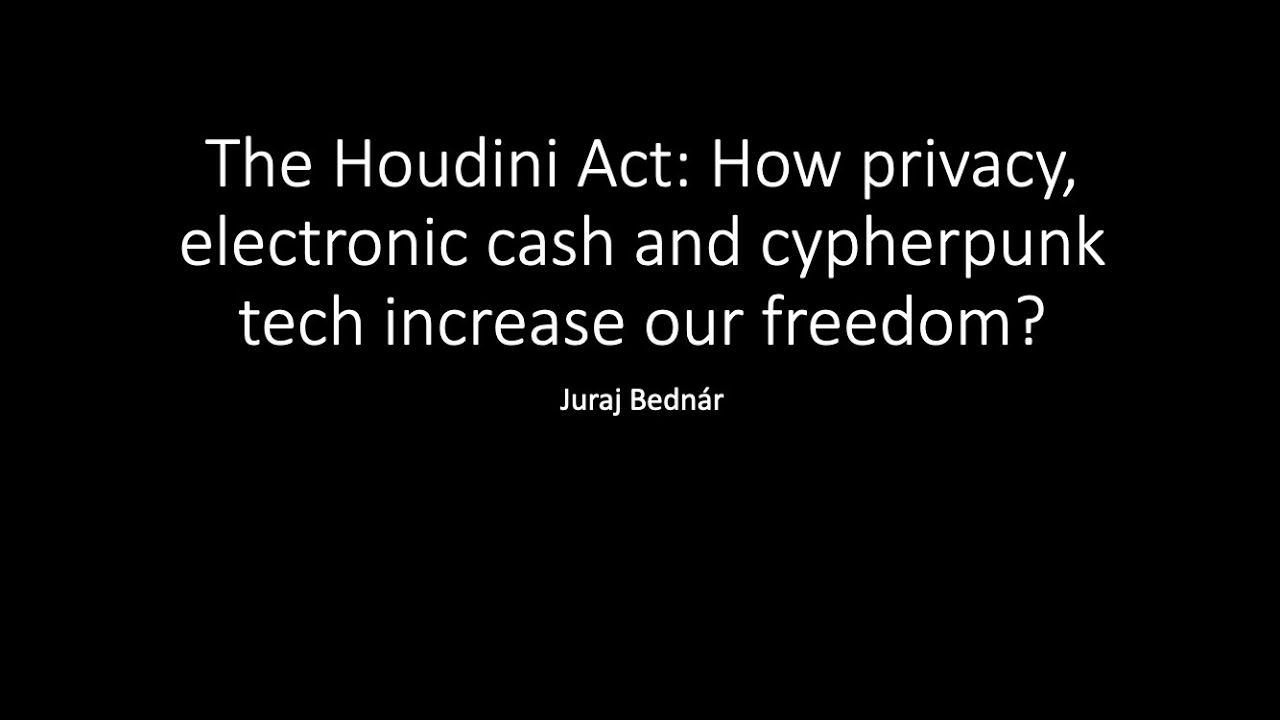 The Houdini Act: How privacy,
electronic cash and cypherpunk
tech increase our freedom?
Juraj Bednár